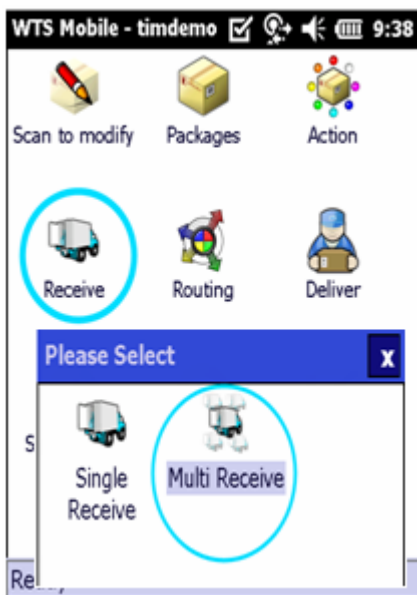 WTS Mobile - timdemo 9:38
Scan to modify Packages Action
Receive Routing Deliver
Please Select X
S
Single Receive
Multi Receive
Re